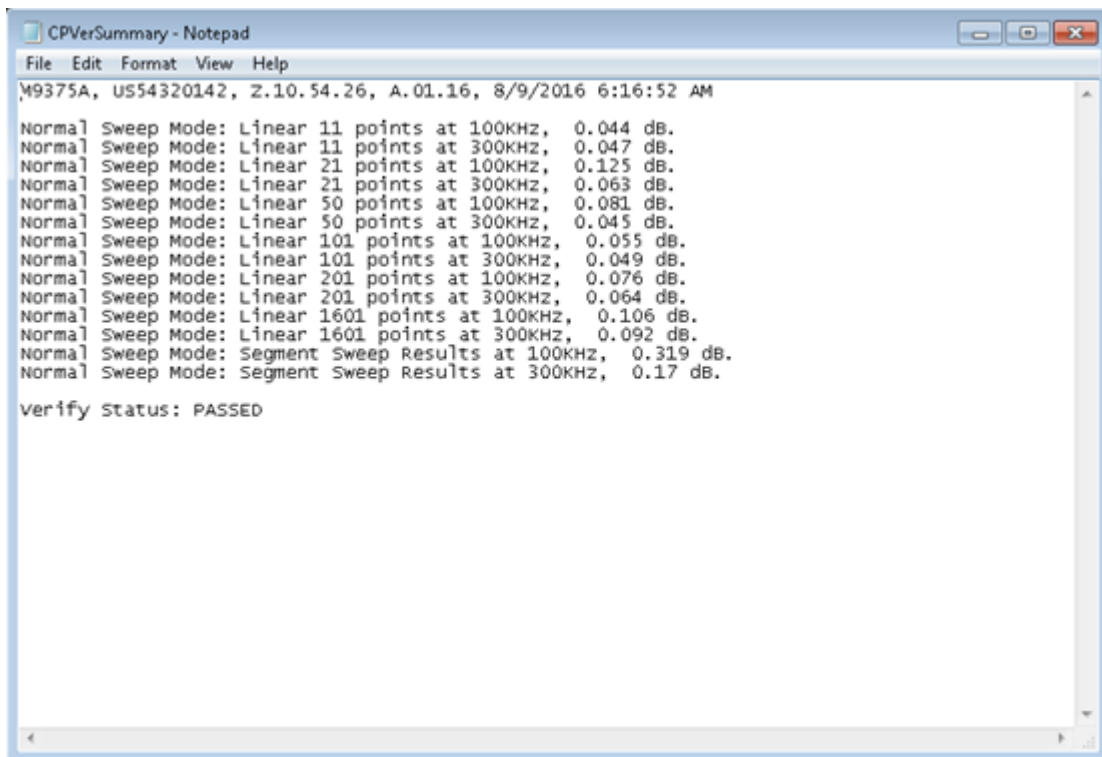 CPVerSummary - Notepad
File Edit Format View Help
M9375A, US54320142, Z.10.54.26, A.01.16, 8/9/2016 6:16:52 AM
Normal Sweep Mode: Linear 11 points at 100KHz,  0.044 dB.
Normal Sweep Mode: Linear 11 points at 300KHz,  0.047 dB.
Normal Sweep Mode: Linear 21 points at 100KHz,  0.125 dB.
Normal Sweep Mode: Linear 21 points at 300KHz,  0.063 dB.
Normal Sweep Mode: Linear 50 points at 100KHz,  0.081 dB.
Normal Sweep Mode: Linear 50 points at 300KHz,  0.045 dB.
Normal Sweep Mode: Linear 101 points at 100KHz,  0.055 dB.
Normal Sweep Mode: Linear 101 points at 300KHz,  0.049 dB.
Normal Sweep Mode: Linear 201 points at 100KHz,  0.076 dB.
Normal Sweep Mode: Linear 201 points at 300KHz,  0.064 dB.
Normal Sweep Mode: Linear 1601 points at 100KHz,  0.106 dB.
Normal Sweep Mode: Linear 1601 points at 300KHz,  0.092 dB.
Normal Sweep Mode: Segment Sweep Results at 100KHz,  0.319 dB.
Normal Sweep Mode: Segment Sweep Results at 300KHz,  0.17 dB.
Verify Status: PASSED